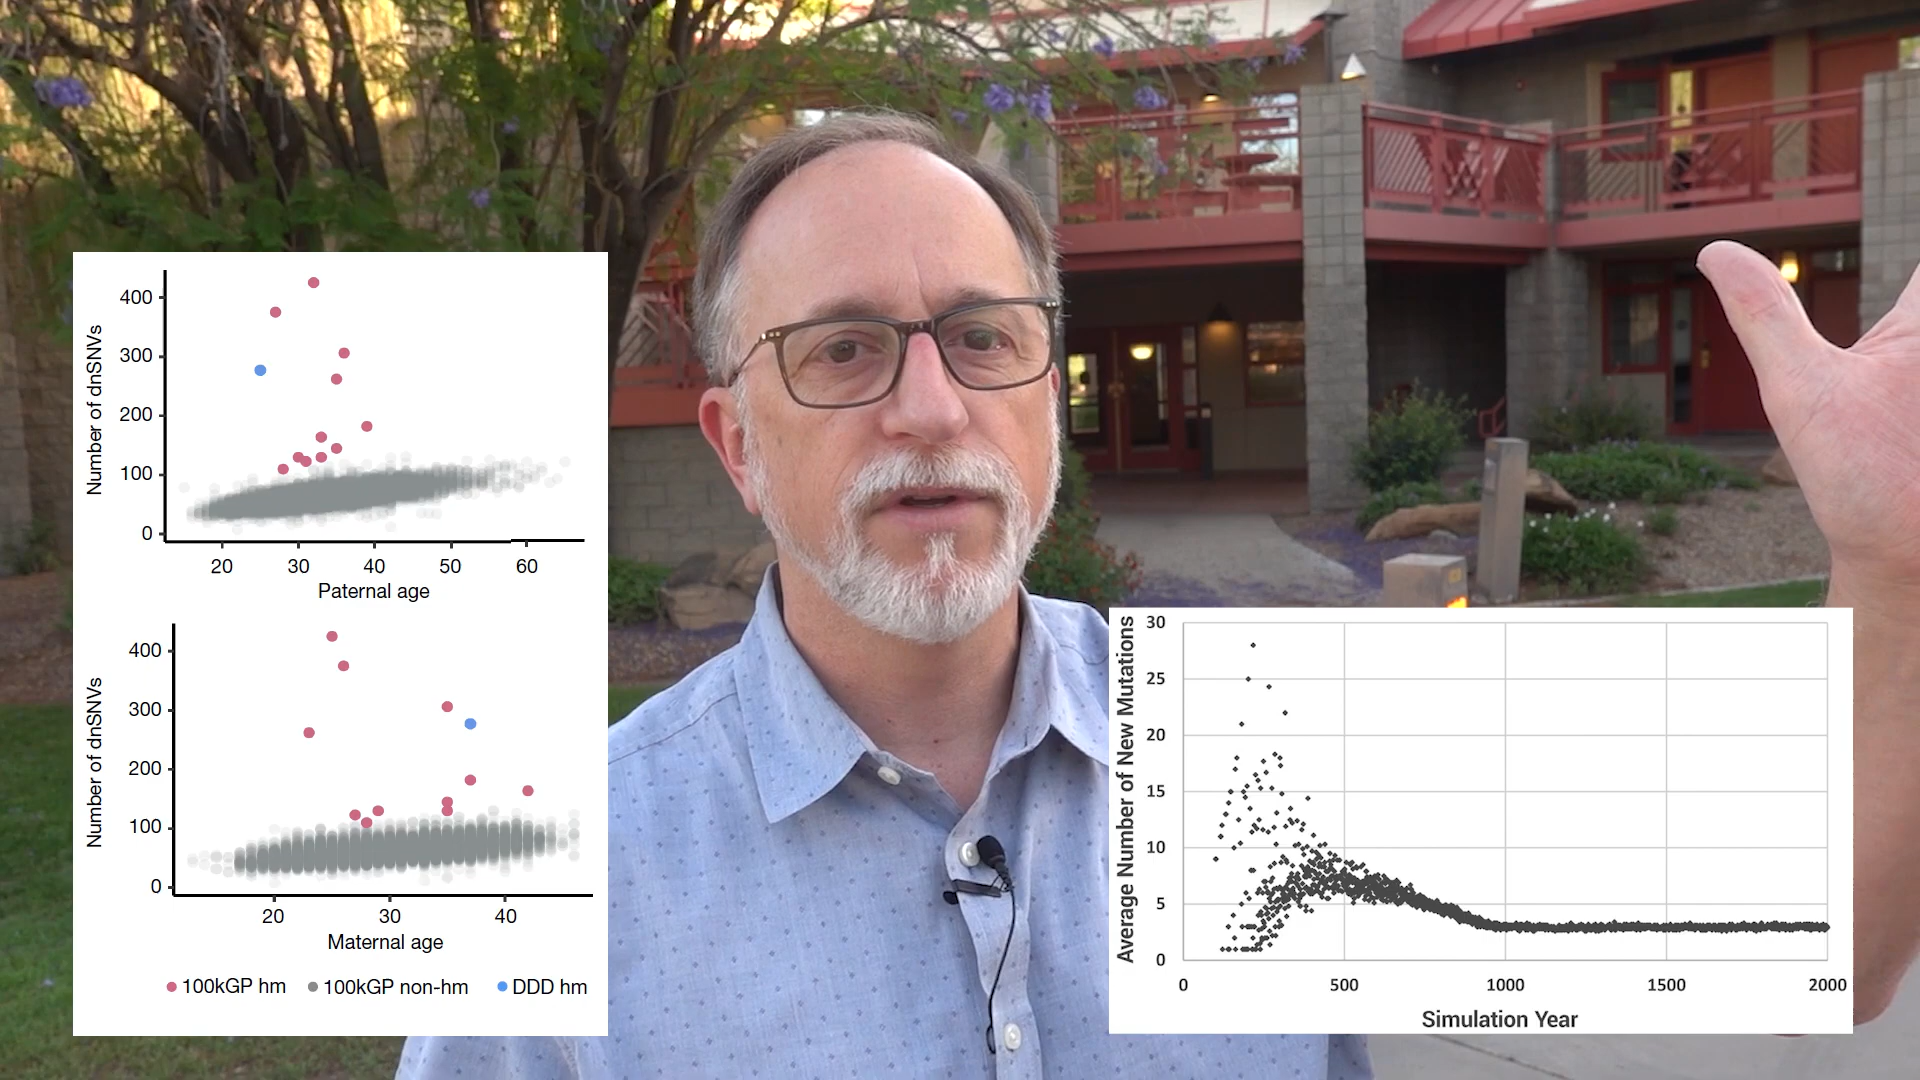 400
300
200
100
0
Number of dnSNVs
20 30 40 50 60
Paternal age
400
300
200
100
0
Number of dnSNVs
20 30 40
Maternal age
100kGP hm 100kGP non-hm DDD hm
30
25
20
15
10
5
0
Average Number of New Mutations
0 500 1000 1500 2000
Simulation Year